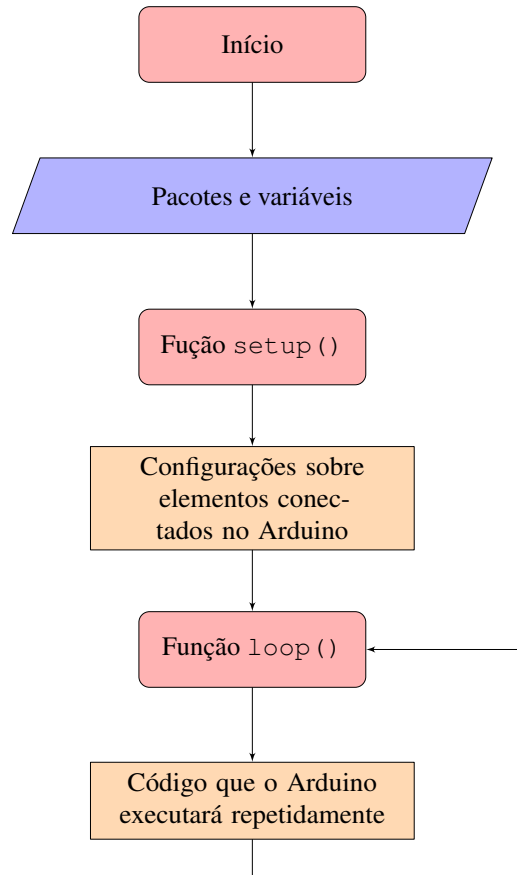 Início
Pacotes e variáveis
Fução setup()
Configurações sobre
elementos conec-
tados no Arduino
Função loop()
Código que o Arduino
executará repetidamente